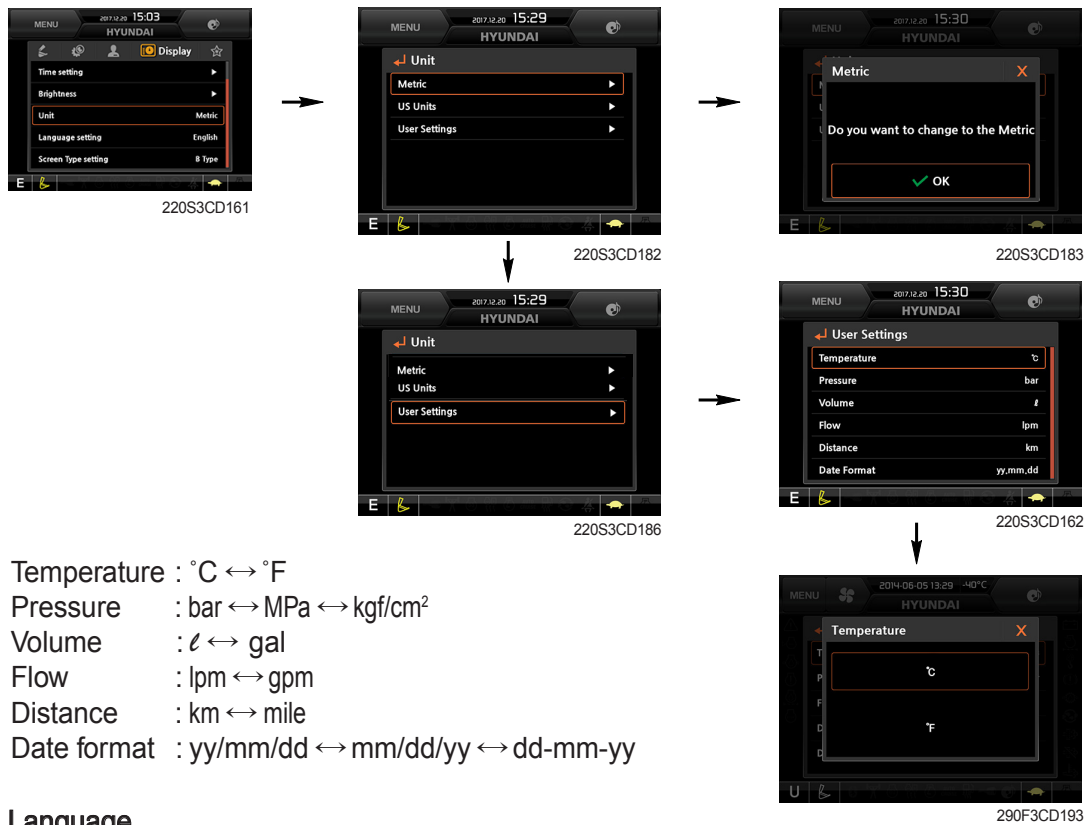 MENU
2017.12.20 15:03
HYUNDAI
Display
Time setting
Brightness
Unit Metric
Language setting English
Screen Type setting B Type
E
220S3CD161
MENU
2017.12.20 15:29
HYUNDAI
Unit
Metric
US Units
User Settings
E
220S3CD182
MENU
2017.12.20 15:30
HYUNDAI
Metric X
Do you want to change to the Metric
OK
E
220S3CD183
MENU
2017.12.20 15:29
HYUNDAI
Unit
Metric
US Units
User Settings
E
220S3CD186
MENU
2017.12.20 15:30
HYUNDAI
User Settings
Temperature ℃
Pressure bar
Volume ℓ
Flow lpm
Distance km
Date Format yy,mm,dd
E
220S3CD162
MENU
2014-06-05 13:29 -40°C
HYUNDAI
Temperature X
℃
℉
U
290F3CD193
Temperature : ˚C ↔ ˚F
Pressure : bar ↔ MPa ↔ kgf/cm²
Volume : ℓ ↔ gal
Flow : lpm ↔ gpm
Distance : km ↔ mile
Date format : yy/mm/dd ↔ mm/dd/yy ↔ dd-mm-yy
Language